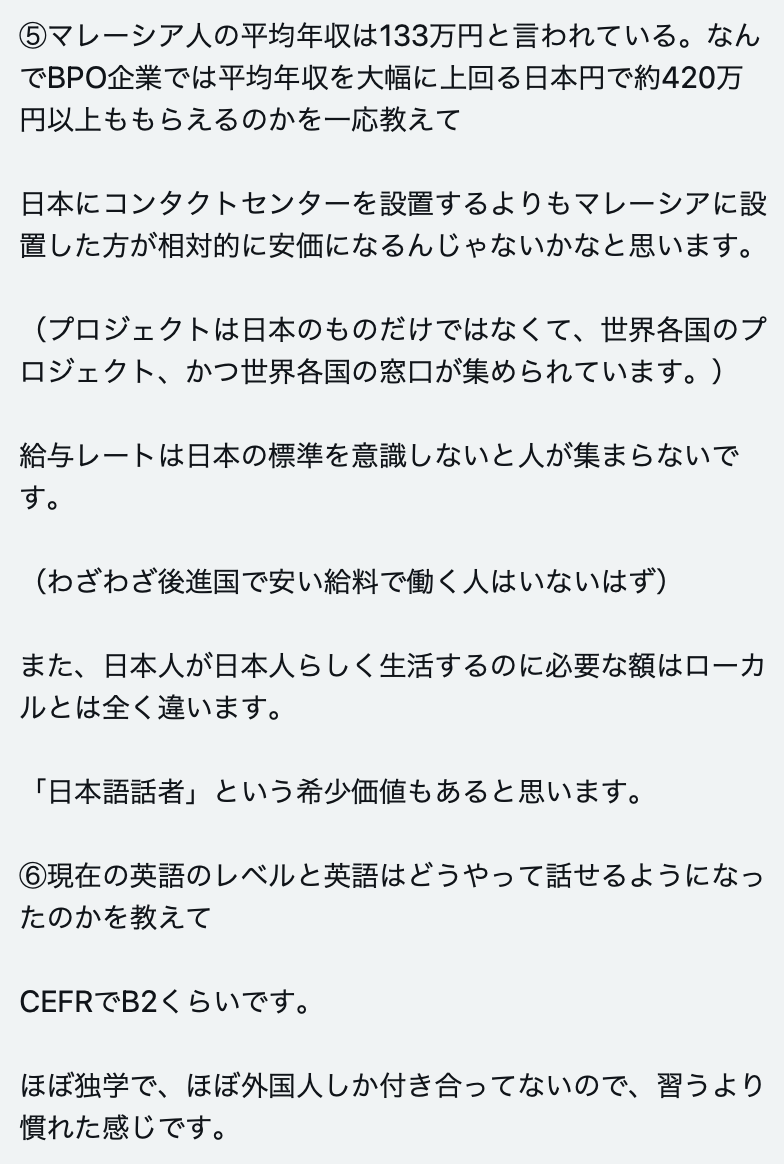 ⑤マレーシア人の平均年収は133万円と言われている。なん
でBPO企業では平均年収を大幅に上回る日本円で約420万
円以上ももらえるのかを一応教えて
日本にコンタクトセンターを設置するよりもマレーシアに設
置した方が相対的に安価になるんじゃないかなと思います。
（プロジェクトは日本のものだけではなくて、世界各国のプ
ロジェクト、かつ世界各国の窓口が集められています。）
給与レートは日本の標準を意識しないと人が集まらないで
す。
（わざわざ後進国で安い給料で働く人はいないはず）
また、日本人が日本人らしく生活するのに必要な額はローカ
ルとは全く違います。
「日本語話者」という希少価値もあると思います。
⑥現在の英語のレベルと英語はどうやって話せるようになっ
たのかを教えて
CEFRでB2くらいです。
ほぼ独学で、ほぼ外国人しか付き合ってないので、習うより
慣れた感じです。